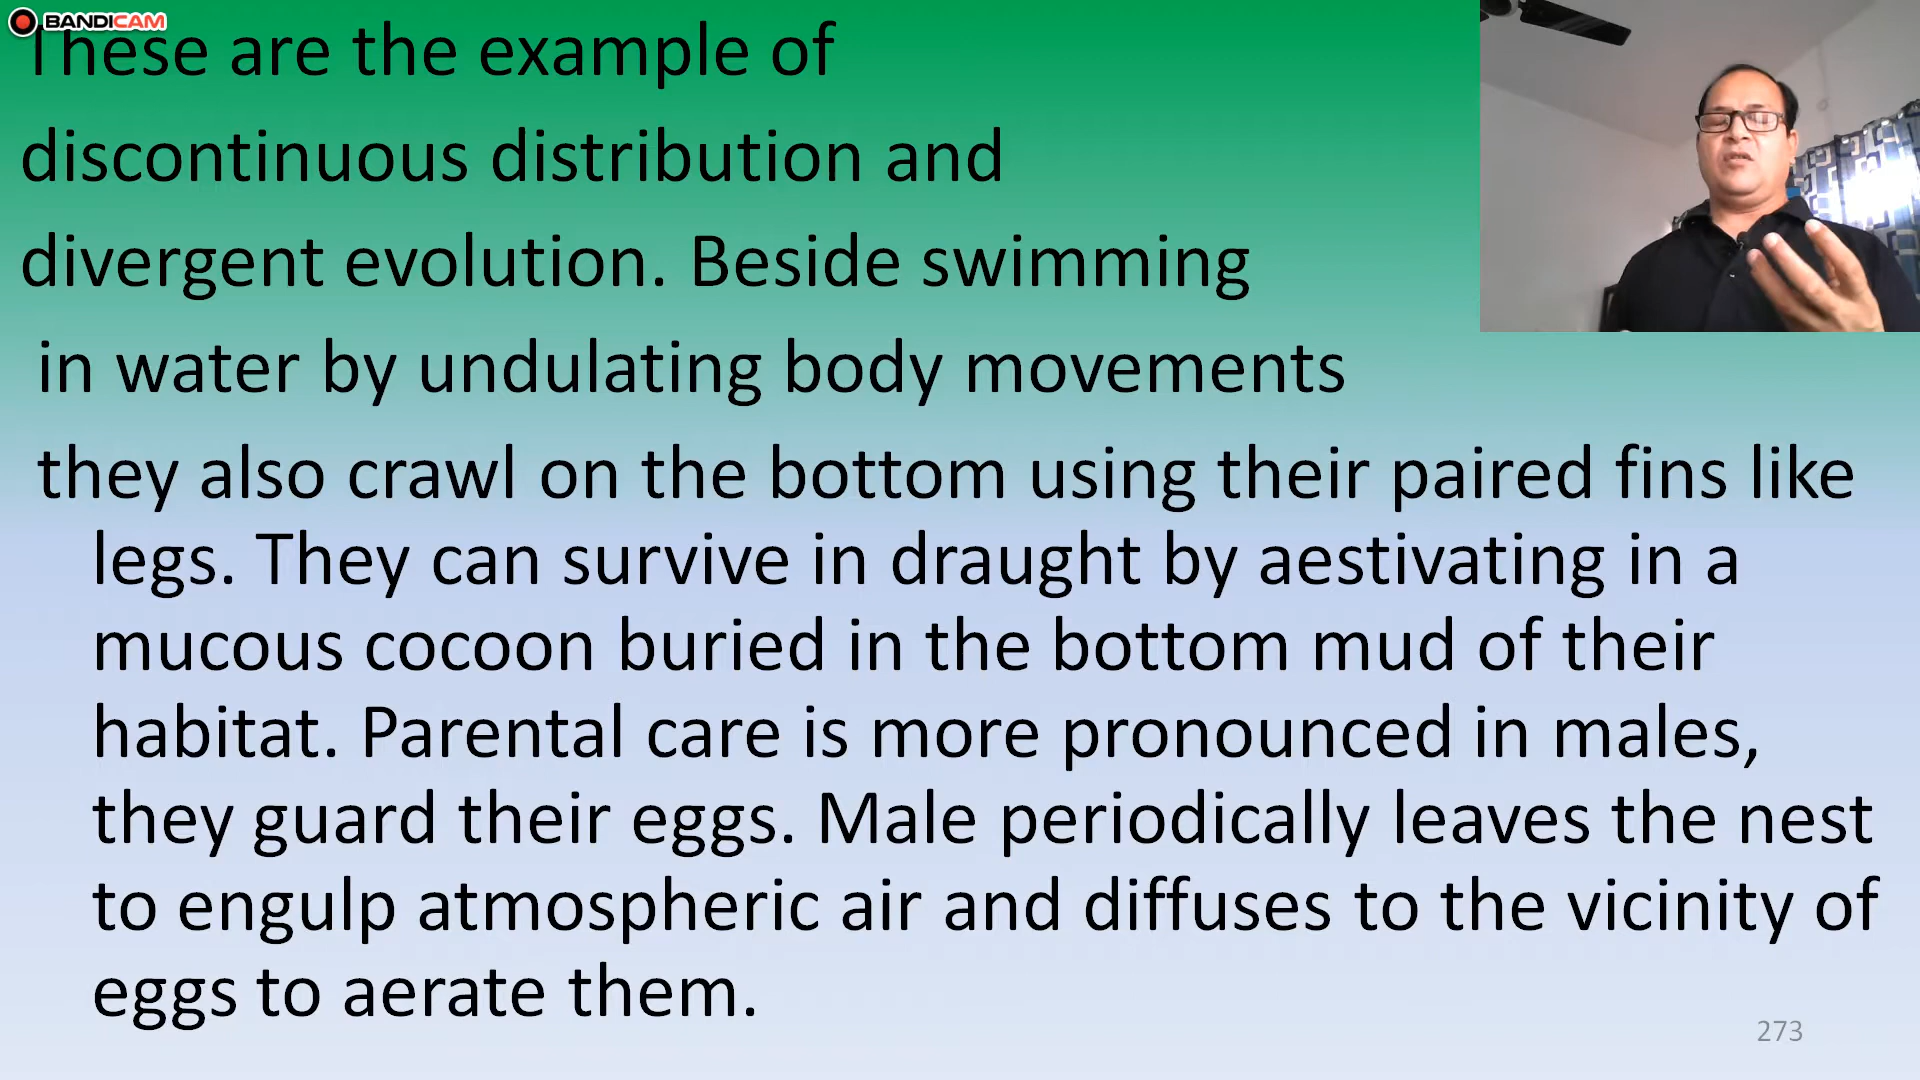 BANDICAM
These are the example of
discontinuous distribution and
divergent evolution. Beside swimming
in water by undulating body movements
they also crawl on the bottom using their paired fins like
legs. They can survive in draught by aestivating in a
mucous cocoon buried in the bottom mud of their
habitat. Parental care is more pronounced in males,
they guard their eggs. Male periodically leaves the nest
to engulp atmospheric air and diffuses to the vicinity of
eggs to aerate them.
273